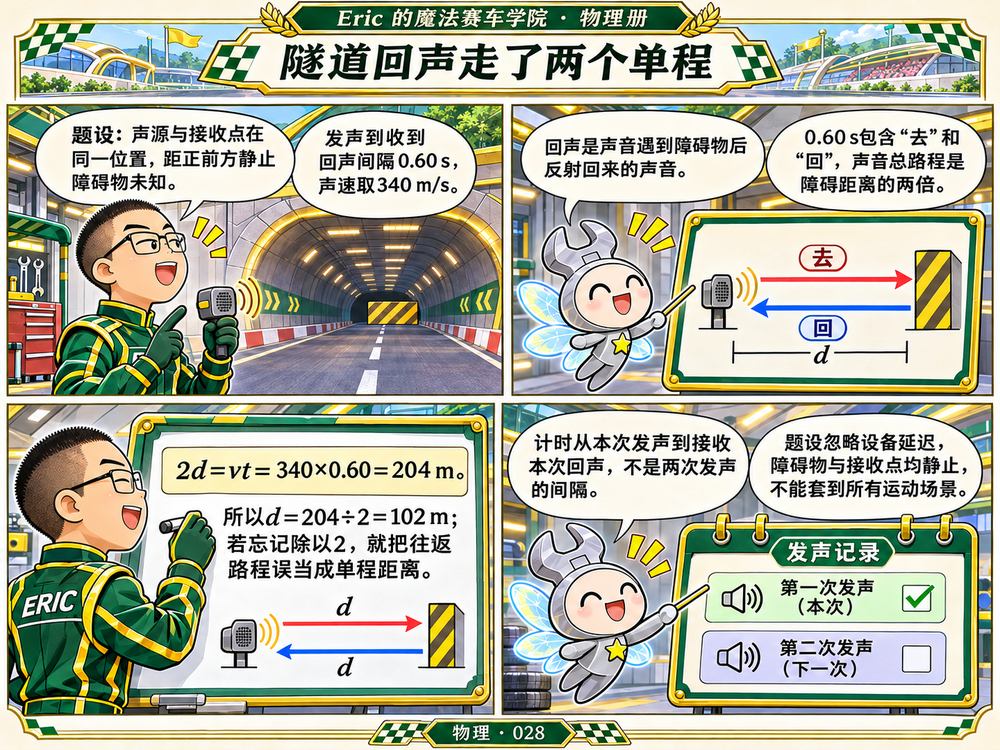 Eric 的魔法赛车学院 · 物理册
隧道回声走了两个单程
题设：声源与接收点在
同一位置，距正前方静止
障碍物未知。
发声到收到
回声间隔0.60 s，
声速取340 m/s。
回声是声音遇到障碍物后
反射回来的声音。
0.60 s包含“去”和
“回”，声音总路程是
障碍距离的两倍。
去
回
d
2d=vt=340×0.60=204 m。
所以d=204÷2=102 m；
若忘记除以2，就把往返
路程误当成单程距离。
d
d
ERIC
计时从本次发声到接收
本次回声，不是两次发声
的间隔。
题设忽略设备延迟，
障碍物与接收点均静止，
不能套到所有运动场景。
发声记录
第一次发声
（本次）
第二次发声
（下一次）
物理 · 028